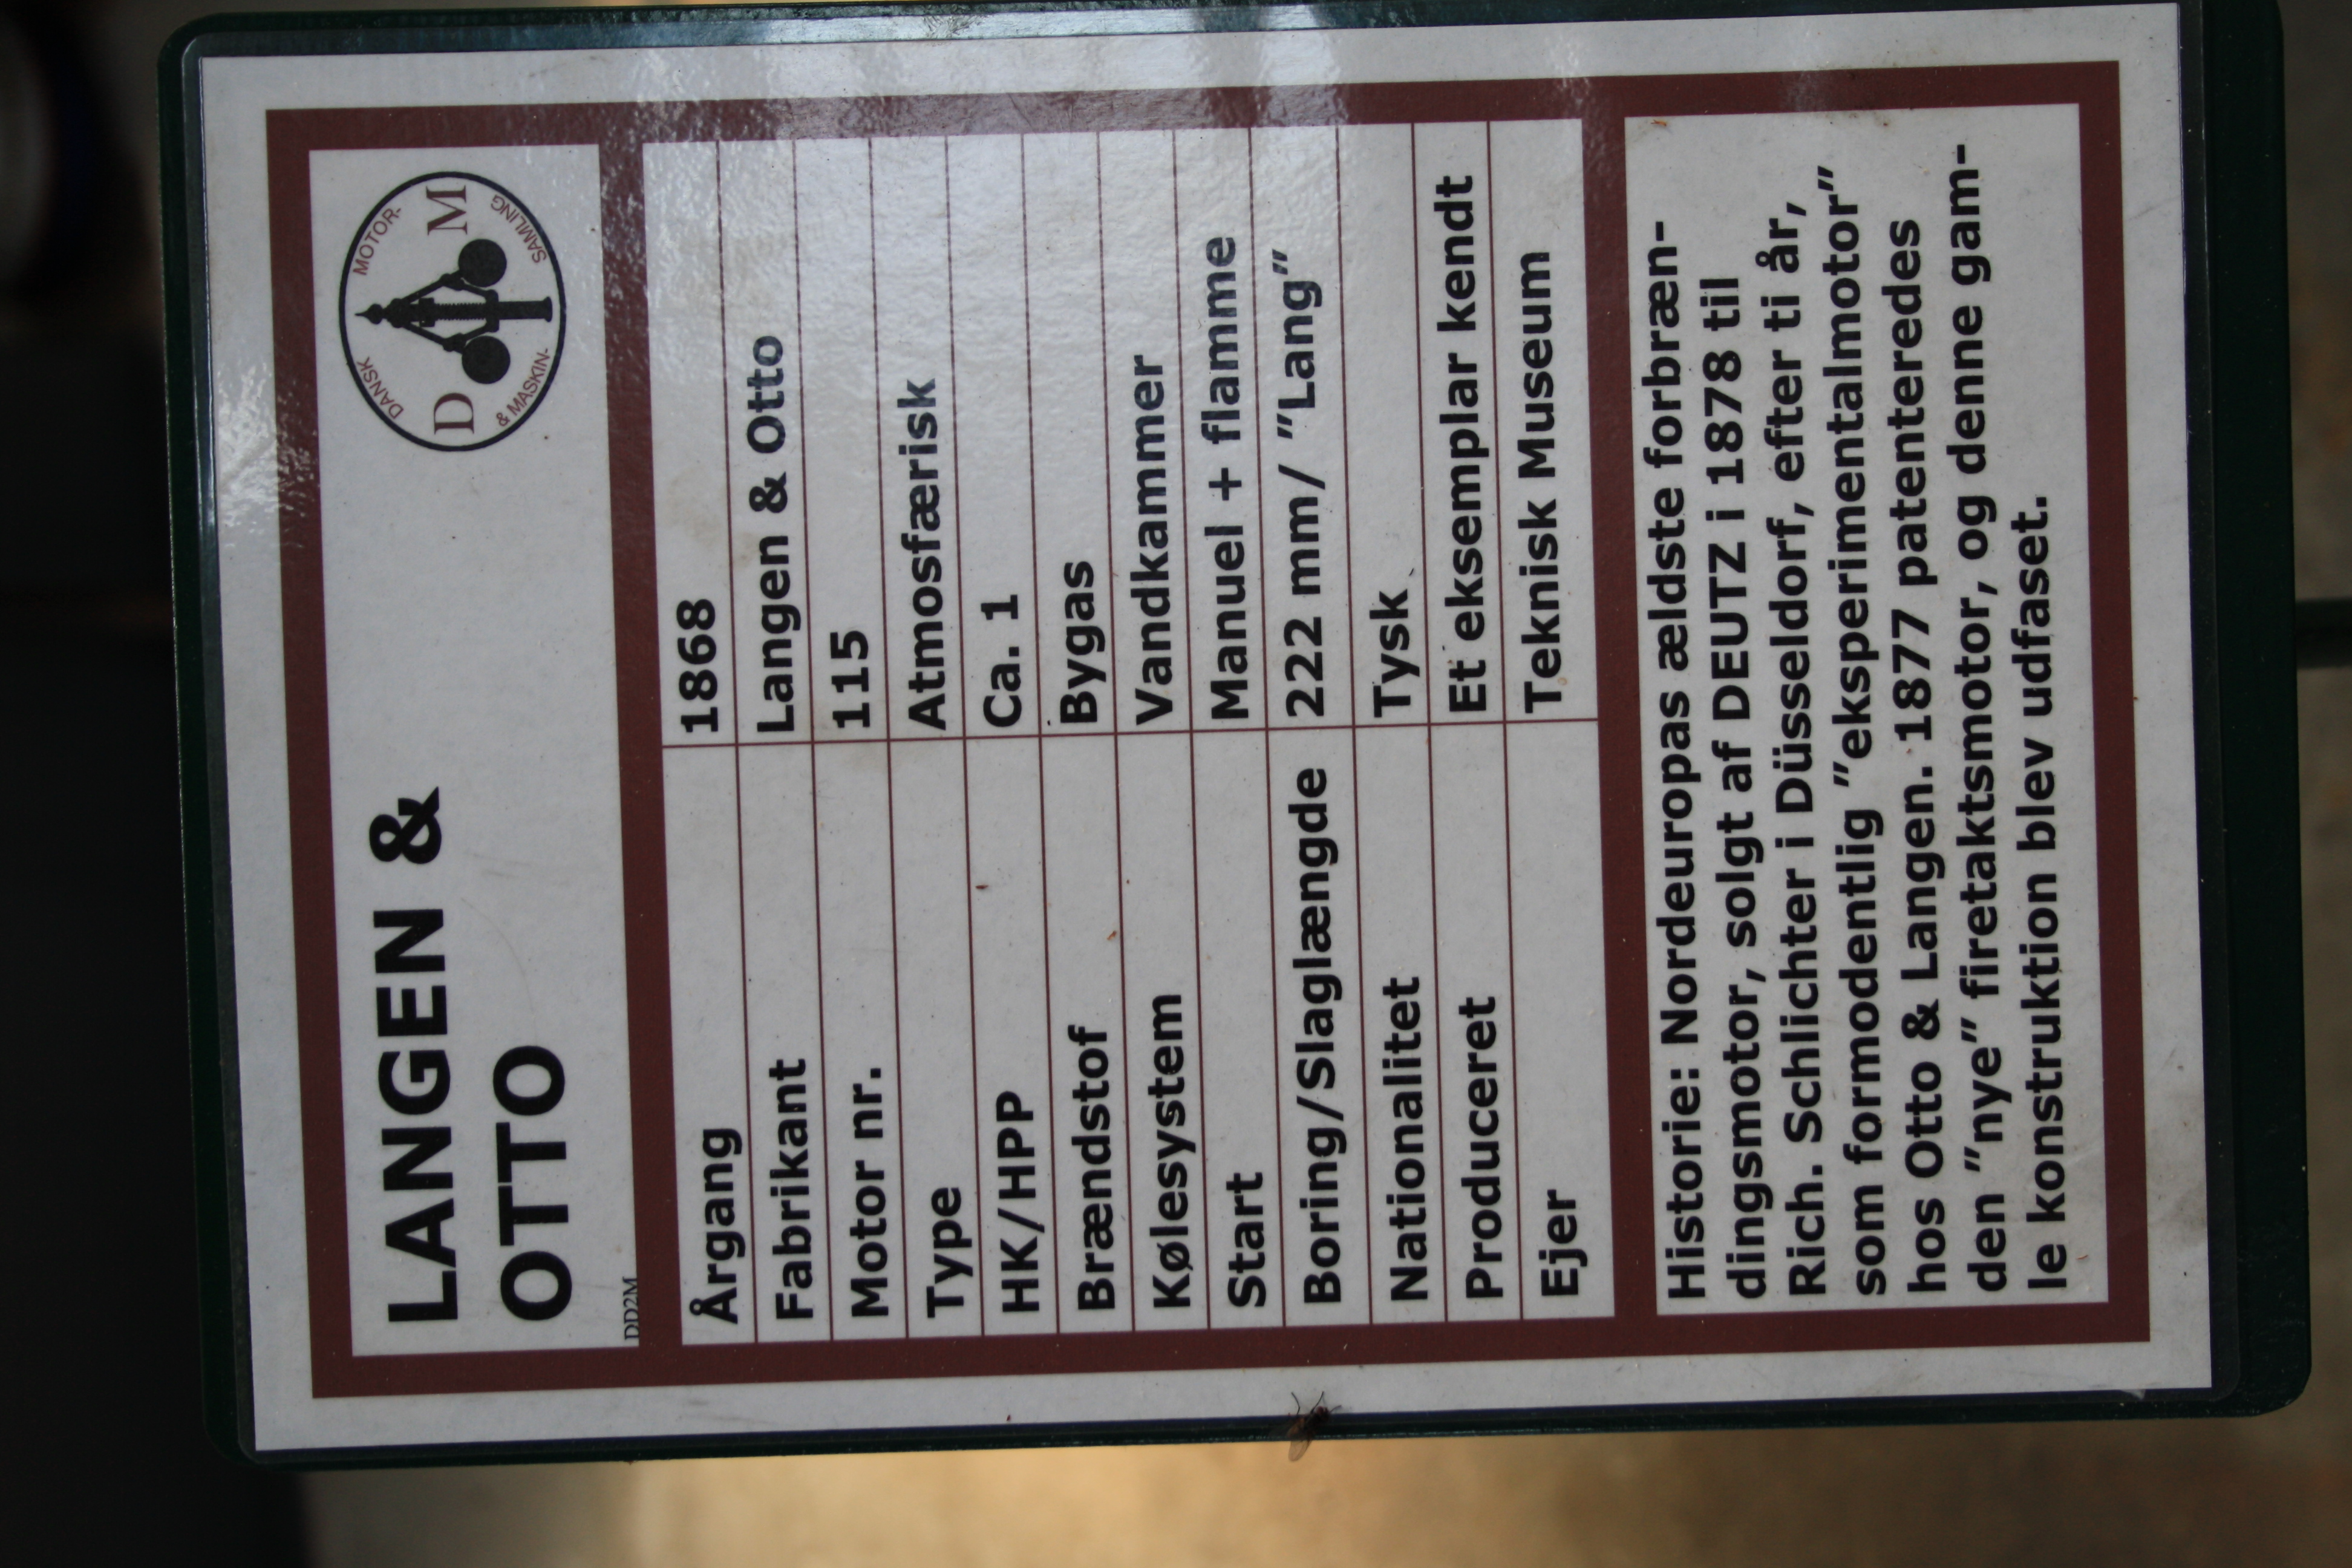 LANGEN &
OTTO
DANSK MOTOR-
D M
& MASKIN- SAMLING
DD2M
Årgang 1868
Fabrikant Langen & Otto
Motor nr. 115
Type Atmosfærisk
HK/HPP Ca. 1
Brændstof Bygas
Kølesystem Vandkammer
Start Manuel + flamme
Boring/Slaglængde 222 mm/ ”Lang”
Nationalitet Tysk
Produceret Et eksemplar kendt
Ejer Teknisk Museum
Historie: Nordeuropas ældste forbræn-
dingsmotor, solgt af DEUTZ i 1878 til
Rich. Schlichter i Düsseldorf, efter ti år,
som formodentlig ”eksperimentalmotor”
hos Otto & Langen. 1877 patenteredes
den ”nye” firetaktsmotor, og denne gam-
le konstruktion blev udfaset.